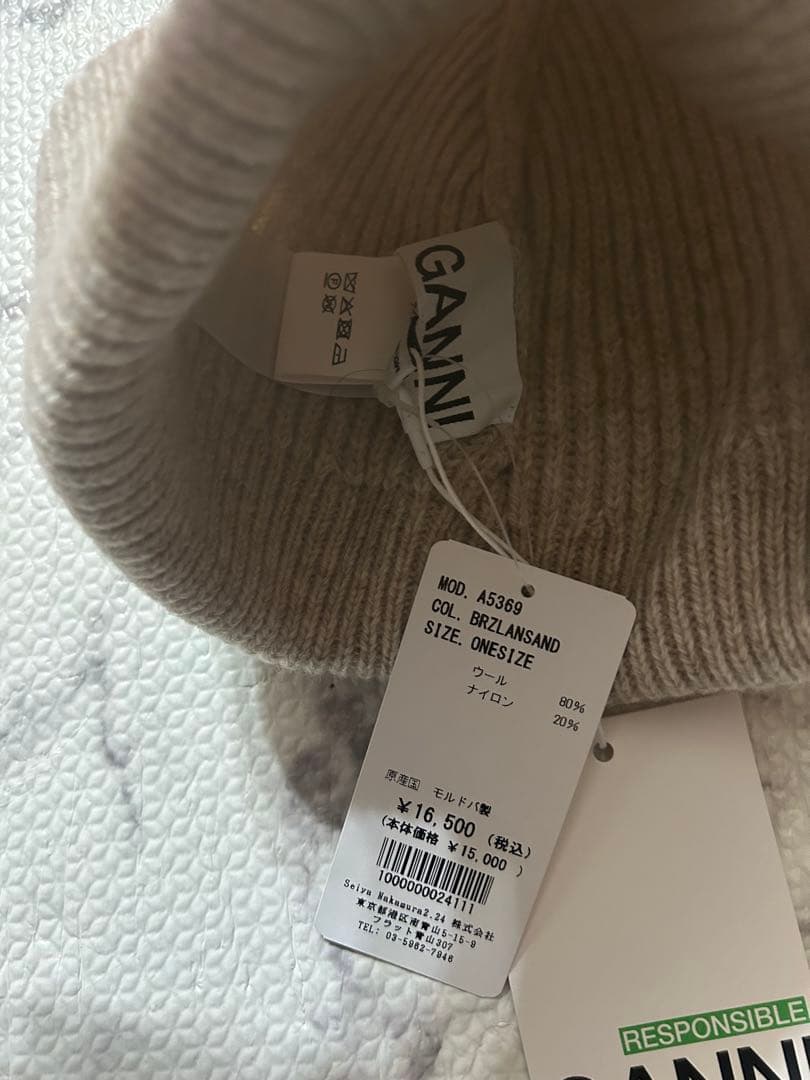 GANNI
MOD. A5369
COL. BRZLANSAND
SIZE. ONESIZE
ウール 80%
ナイロン 20%
原産国 モルドバ製
¥16,500 (税込)
(本体価格 ¥15,000 )
1000000024111
Seiya Nakamura2.24 株式会社
東京都港区南青山5-15-9
フラット青山307
TEL: 03-5962-7946
RESPONSIBLE
GANNI